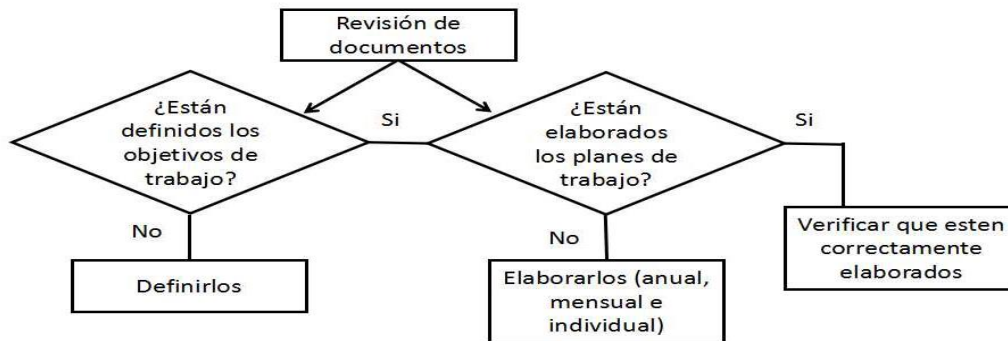 Revisión de
documentos
¿Están
definidos los
objetivos de
trabajo?
Si
¿Están
elaborados
los planes de
trabajo?
Si
No
Definirlos
No
Elaborarlos (anual,
mensual e
individual)
Verificar que esten
correctamente
elaborados